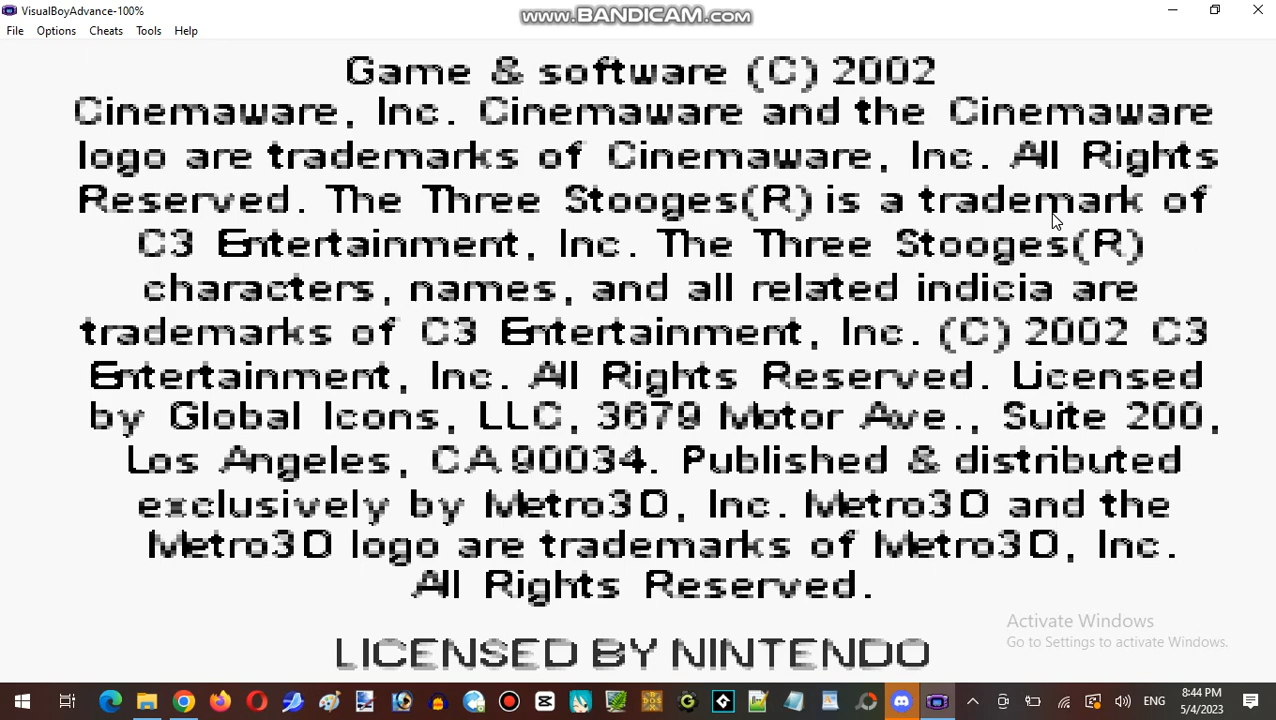 VisualBoyAdvance-100%
www.BANDICAM.com
File Options Cheats Tools Help
Game & software (C) 2002
Cinemaware, Inc. Cinemaware and the Cinemaware
logo are trademarks of Cinemaware, Inc. All Rights
Reserved. The Three Stooges(R) is a trademark of
C3 Entertainment, Inc. The Three Stooges(R)
characters, names, and all related indicia are
trademarks of C3 Entertainment, Inc. (C) 2002 C3
Entertainment, Inc. All Rights Reserved. Licensed
by Global Icons, LLC, 3679 Motor Ave., Suite 200,
Los Angeles, CA 90034. Published & distributed
exclusively by Metro3D, Inc. Metro3D and the
Metro3D logo are trademarks of Metro3D, Inc.
All Rights Reserved.
LICENSED BY NINTENDO
Activate Windows
Go to Settings to activate Windows.
ENG
8:44 PM
5/4/2023